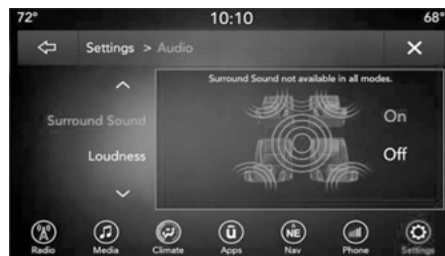 72° 10:10 68°
Settings > Audio X
Surround Sound not available in all modes.
Surround Sound On
Loudness Off
A NE
Radio Media Climate Apps Nav Phone Settings